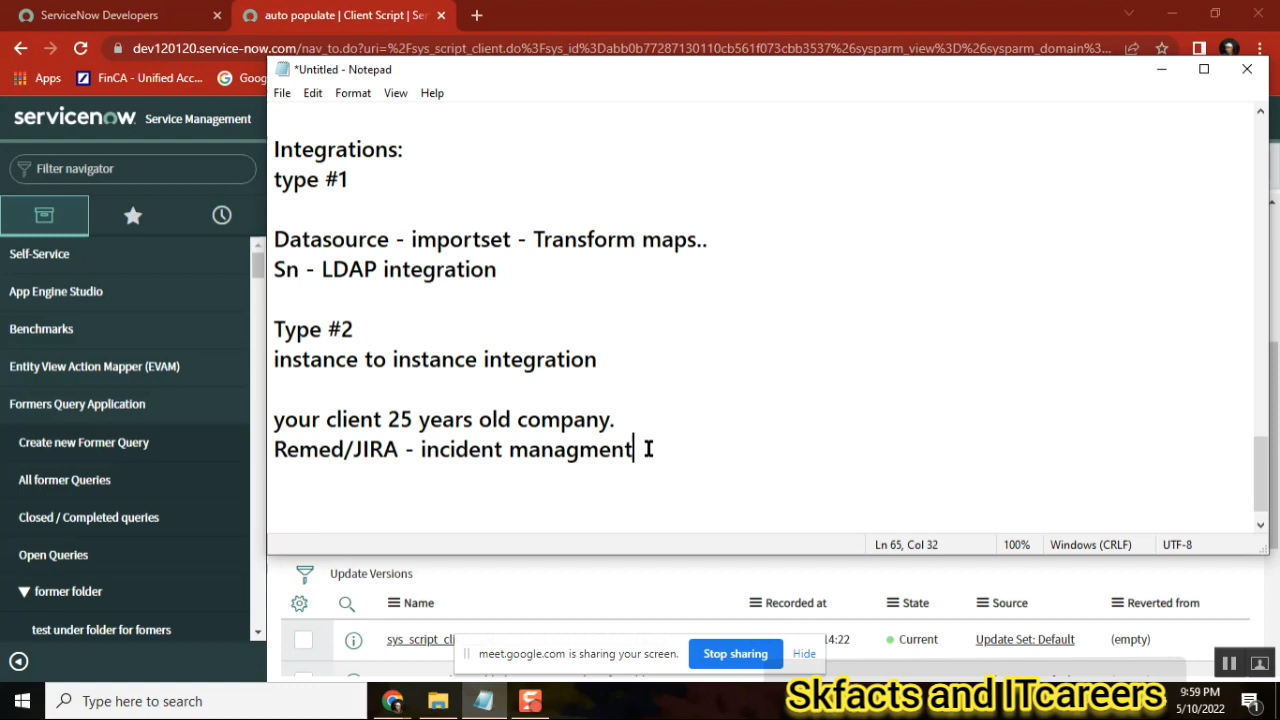 ServiceNow Developers
auto populate | Client Script | Ser
dev120120.service-now.com/nav_to.do?uri=%2Fsys_script_client.do%3Fsys_id%3Dabb0b77287130110cb561f073cbb3537%26sysparm_view%3D%26sysparm_domain...
Apps
FinCA - Unified Acc...
Goog
*Untitled - Notepad
File Edit Format View Help
servicenow Service Management
Filter navigator
Self-Service
App Engine Studio
Benchmarks
Entity View Action Mapper (EVAM)
Formers Query Application
Create new Former Query
All former Queries
Closed / Completed queries
Open Queries
former folder
test under folder for forners
Integrations:
type #1
Datasource - importset - Transform maps..
Sn - LDAP integration
Type #2
instance to instance integration
your client 25 years old company.
Remed/JIRA - incident managment
Ln 65, Col 32 100% Windows (CRLF) UTF-8
Update Versions
Name Recorded at State Source Reverted from
sys_script_cli 14:22 Current Update Set: Default (empty)
meet.google.com is sharing your screen. Stop sharing Hide
Skfacts and ITcareers
Type here to search
9:59 PM
5/10/2022
1